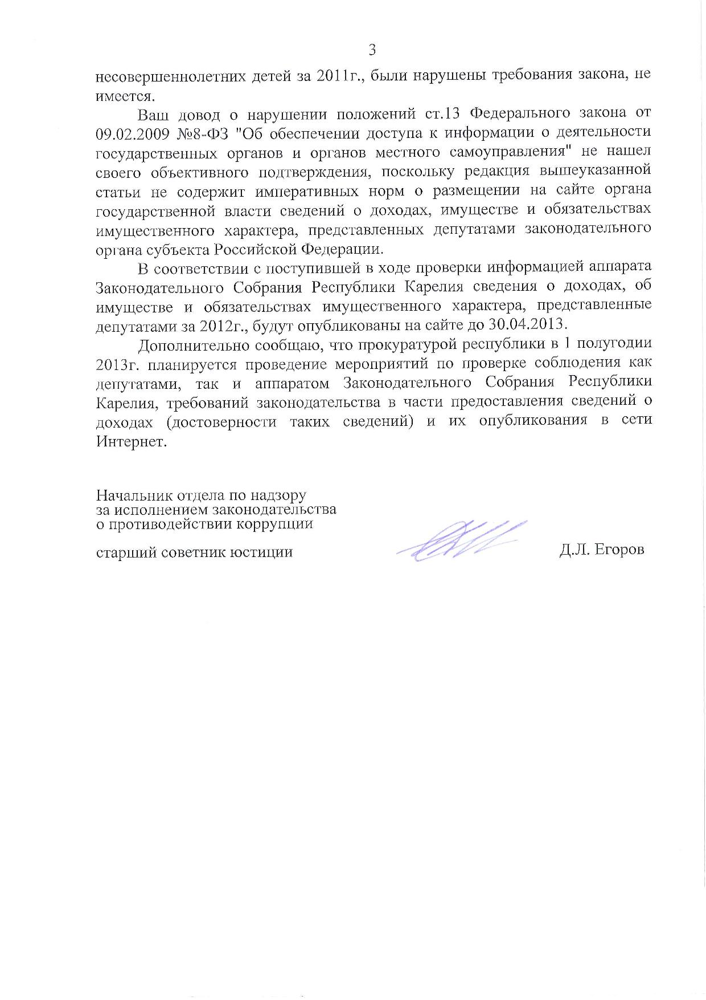 3
несовершеннолетних детей за 2011г., были нарушены требования закона, не
имеется.
Ваш довод о нарушении положений ст.13 Федерального закона от
09.02.2009 №8-ФЗ "Об обеспечении доступа к информации о деятельности
государственных органов и органов местного самоуправления" не нашел
своего объективного подтверждения, поскольку редакция вышеуказанной
статьи не содержит императивных норм о размещении на сайте органа
государственной власти сведений о доходах, имуществе и обязательствах
имущественного характера, представленных депутатами законодательного
органа субъекта Российской Федерации.
В соответствии с поступившей в ходе проверки информацией аппарата
Законодательного Собрания Республики Карелия сведения о доходах, об
имуществе и обязательствах имущественного характера, представленные
депутатами за 2012г., будут опубликованы на сайте до 30.04.2013.
Дополнительно сообщаю, что прокуратурой республики в 1 полугодии
2013г. планируется проведение мероприятий по проверке соблюдения как
депутатами, так и аппаратом Законодательного Собрания Республики
Карелия, требований законодательства в части предоставления сведений о
доходах (достоверности таких сведений) и их опубликования в сети
Интернет.
Начальник отдела по надзору
за исполнением законодательства
о противодействии коррупции
старший советник юстиции
Д.Л. Егоров